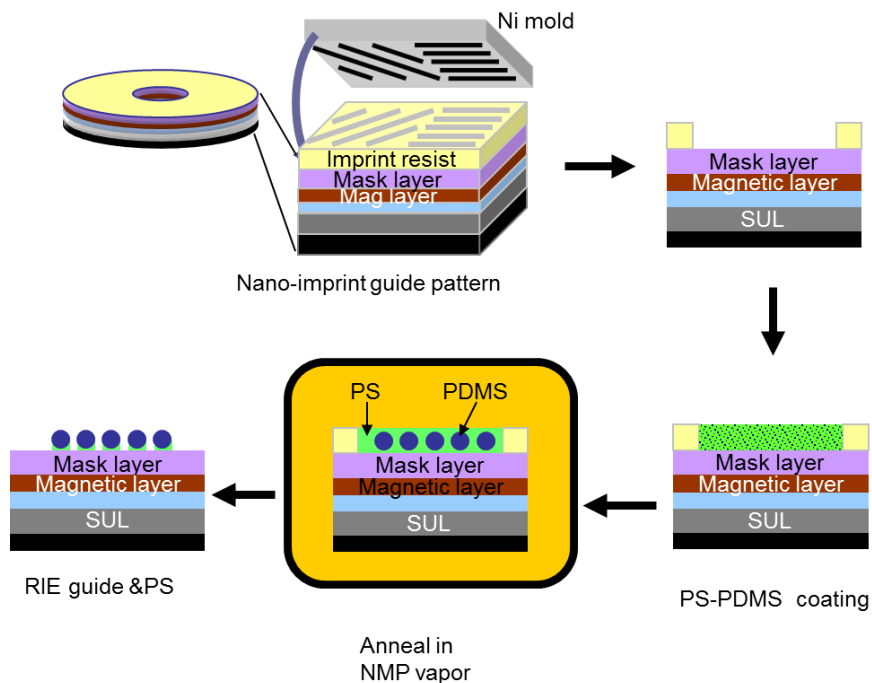 Ni mold
Imprint resist
Mask layer
Mag layer
Nano-imprint guide pattern
Mask layer
Magnetic layer
SUL
PS-PDMS coating
Mask layer
Magnetic layer
SUL
PS
PDMS
Mask layer
Magnetic layer
SUL
Anneal in
NMP vapor
Mask layer
Magnetic layer
SUL
RIE guide &PS